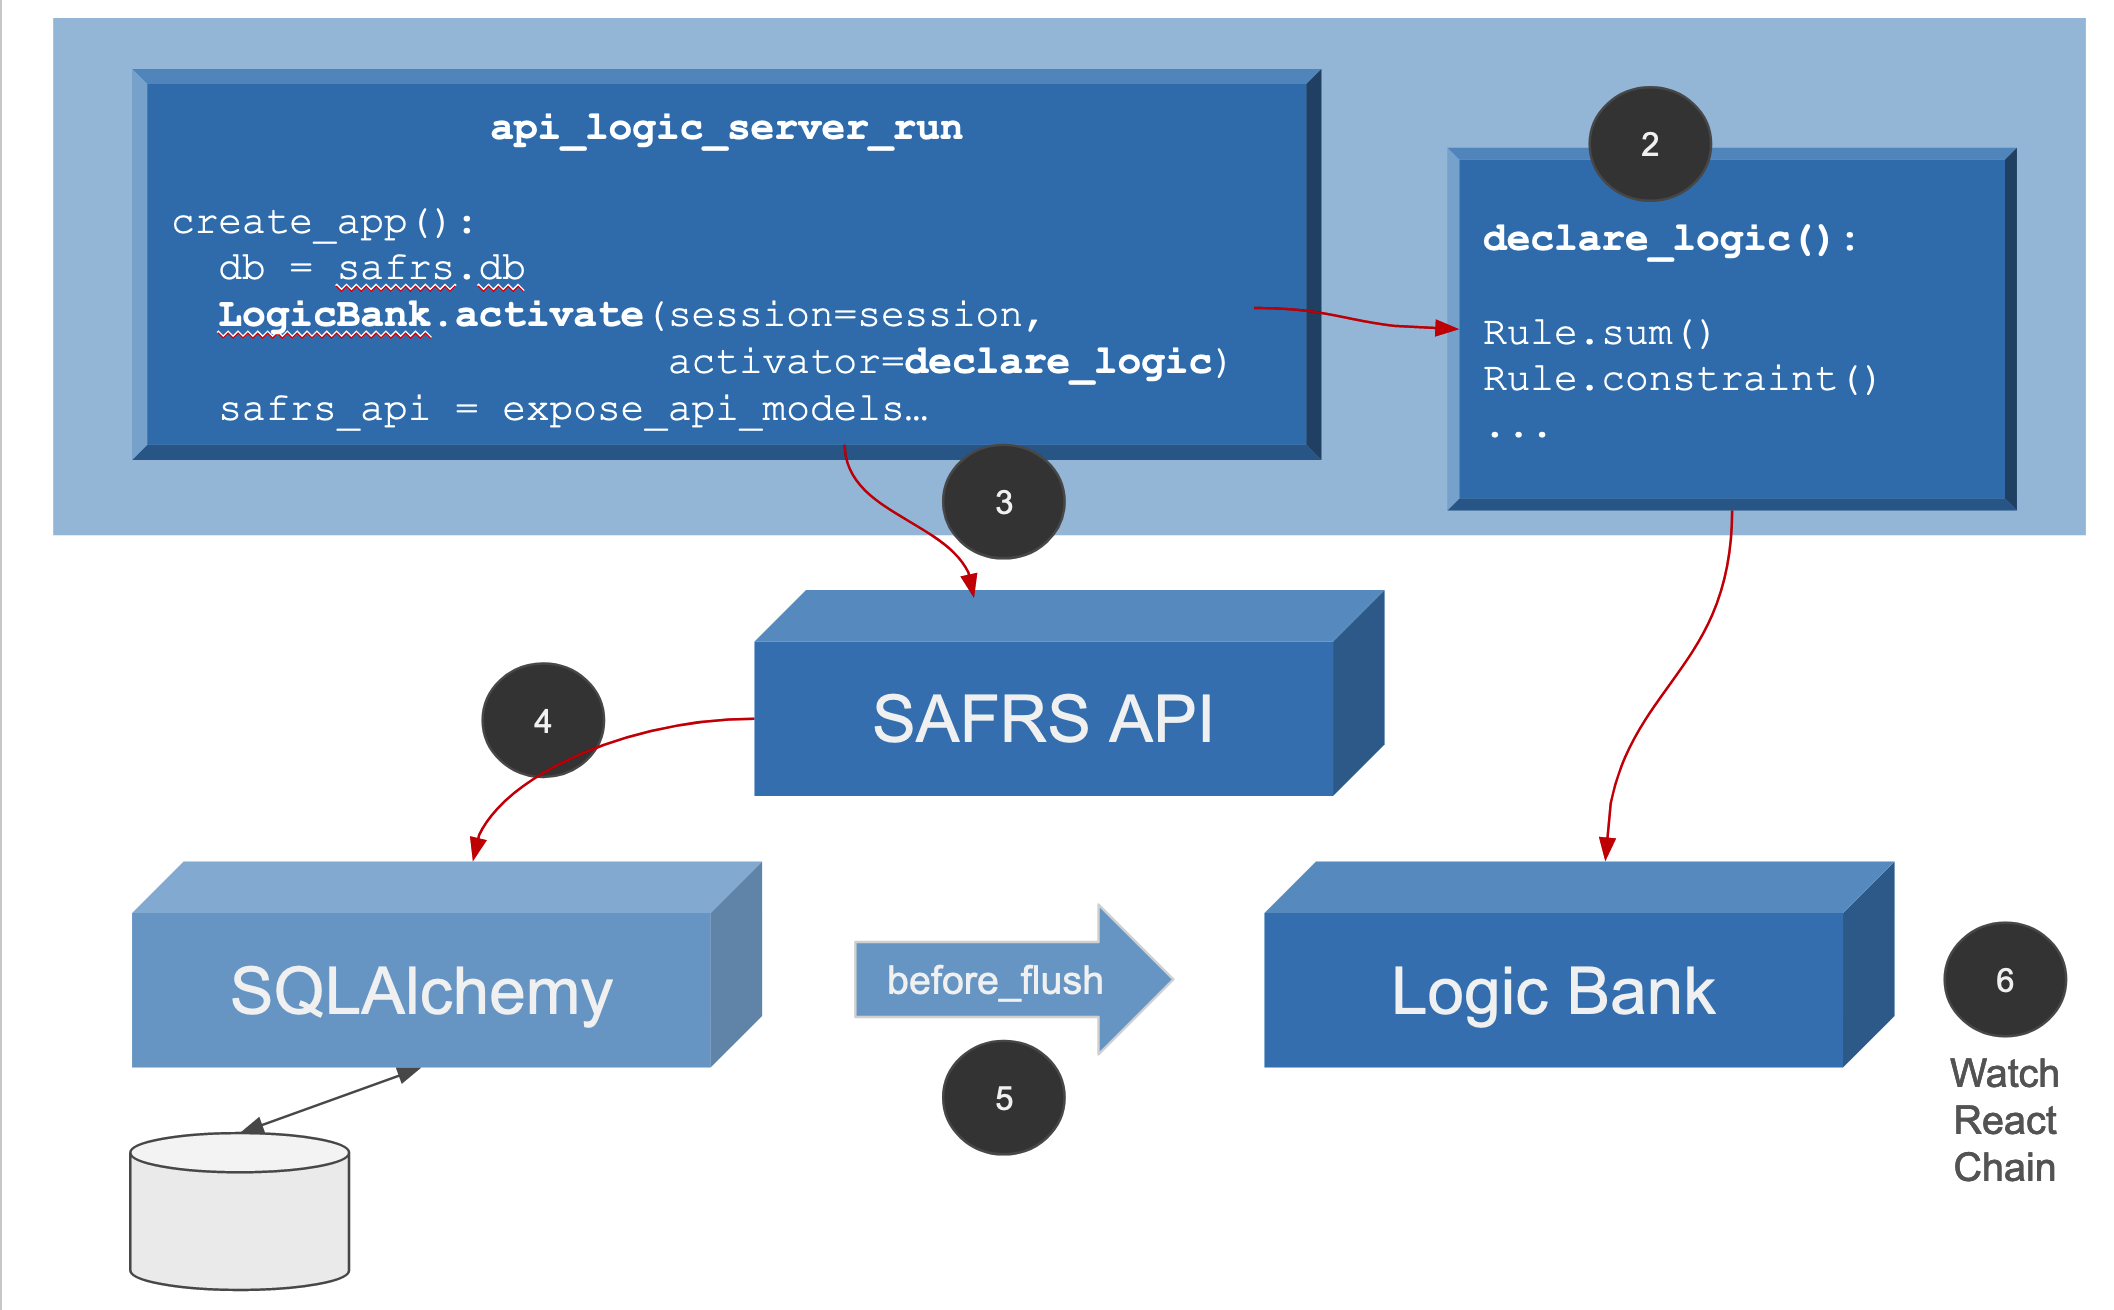 api_logic_server_run
create_app():
db = safrs.db
LogicBank.activate(session=session,
activator=declare_logic)
safrs_api = expose_api_models…
2
declare_logic():
Rule.sum()
Rule.constraint()
...
3
SAFRS API
4
SQLAlchemy
before_flush
5
Logic Bank
6
Watch
React
Chain